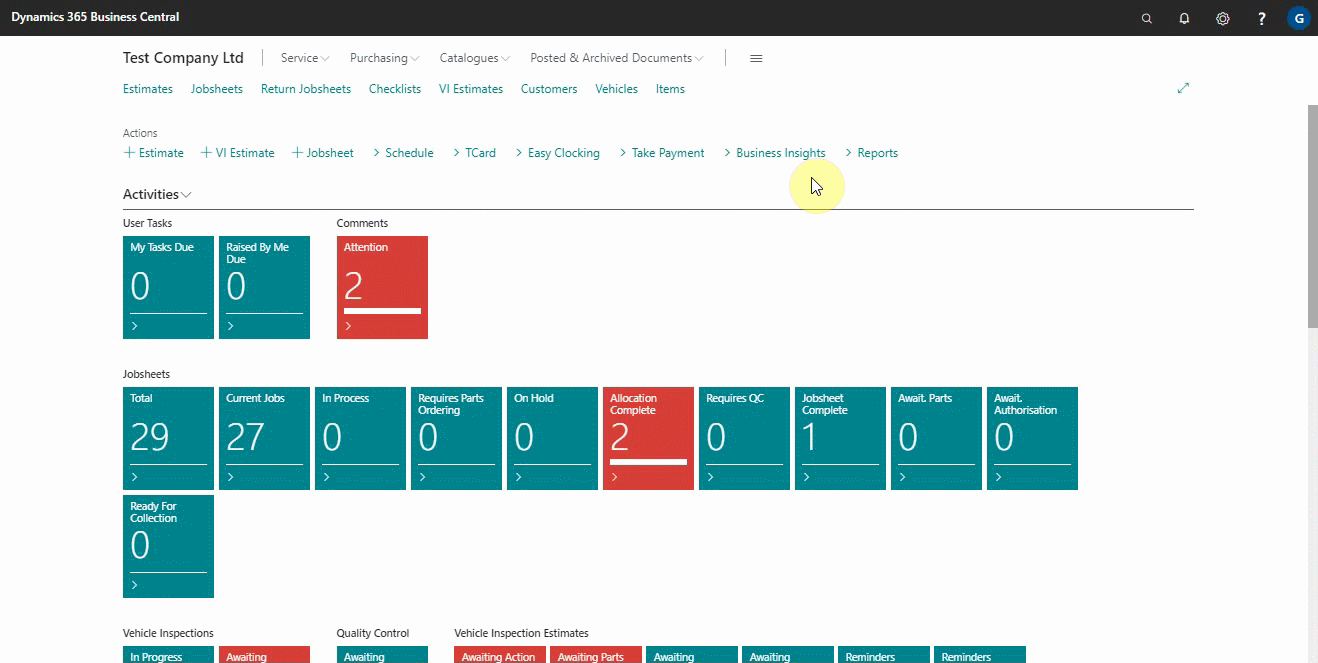 Dynamics 365 Business Central
? G
Test Company Ltd Service Purchasing Catalogues Posted & Archived Documents
Estimates Jobsheets Return Jobsheets Checklists VI Estimates Customers Vehicles Items
Actions
+ Estimate + VI Estimate + Jobsheet > Schedule > TCard > Easy Clocking > Take Payment > Business Insights > Reports
Activities
User Tasks Comments
My Tasks Due Raised By Me Attention
Due
0 0 2
Jobsheets
Total Current Jobs In Process Requires Parts On Hold Allocation Requires QC Jobsheet Await. Parts Await.
Ordering Complete Complete Authorisation
29 27 0 0 0 2 0 1 0 0
Ready For
Collection
0
Vehicle Inspections Quality Control Vehicle Inspection Estimates
In Progress Awaiting Awaiting Awaiting Action Awaiting Parts Awaiting Awaiting Reminders Reminders